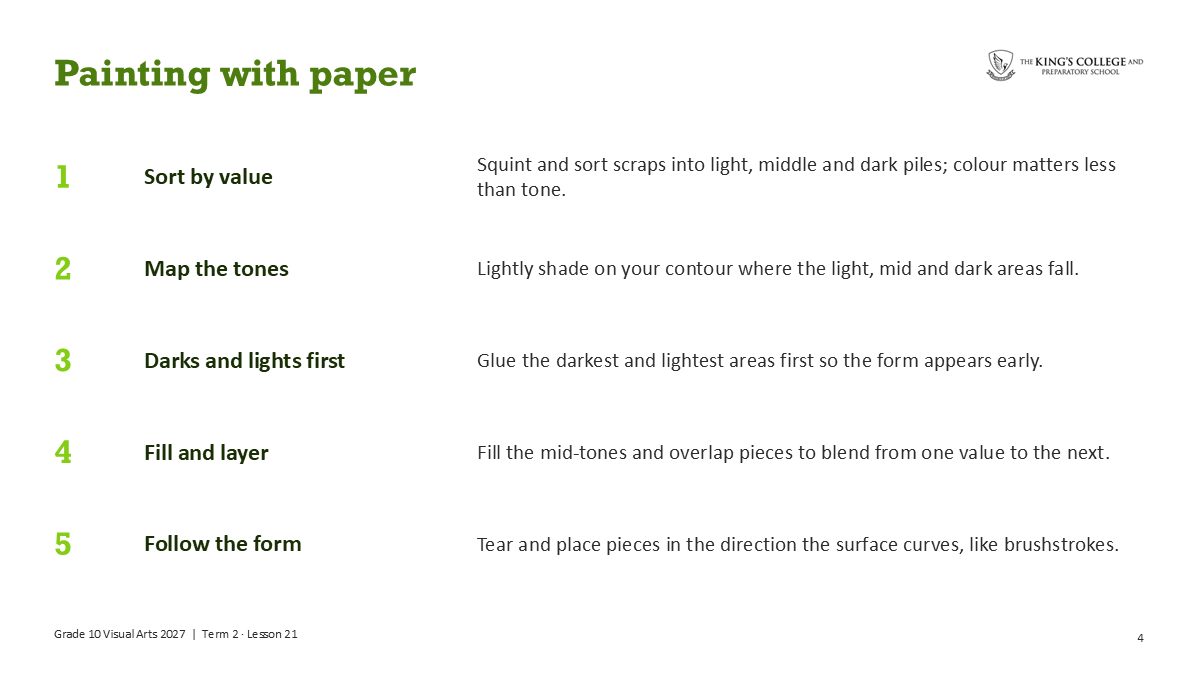 Painting with paper
THE KING'S COLLEGE AND
PREPARATORY SCHOOL
1
Sort by value
Squint and sort scraps into light, middle and dark piles; colour matters less
than tone.
2
Map the tones
Lightly shade on your contour where the light, mid and dark areas fall.
3
Darks and lights first
Glue the darkest and lightest areas first so the form appears early.
4
Fill and layer
Fill the mid-tones and overlap pieces to blend from one value to the next.
5
Follow the form
Tear and place pieces in the direction the surface curves, like brushstrokes.
Grade 10 Visual Arts 2027 | Term 2 · Lesson 21
4